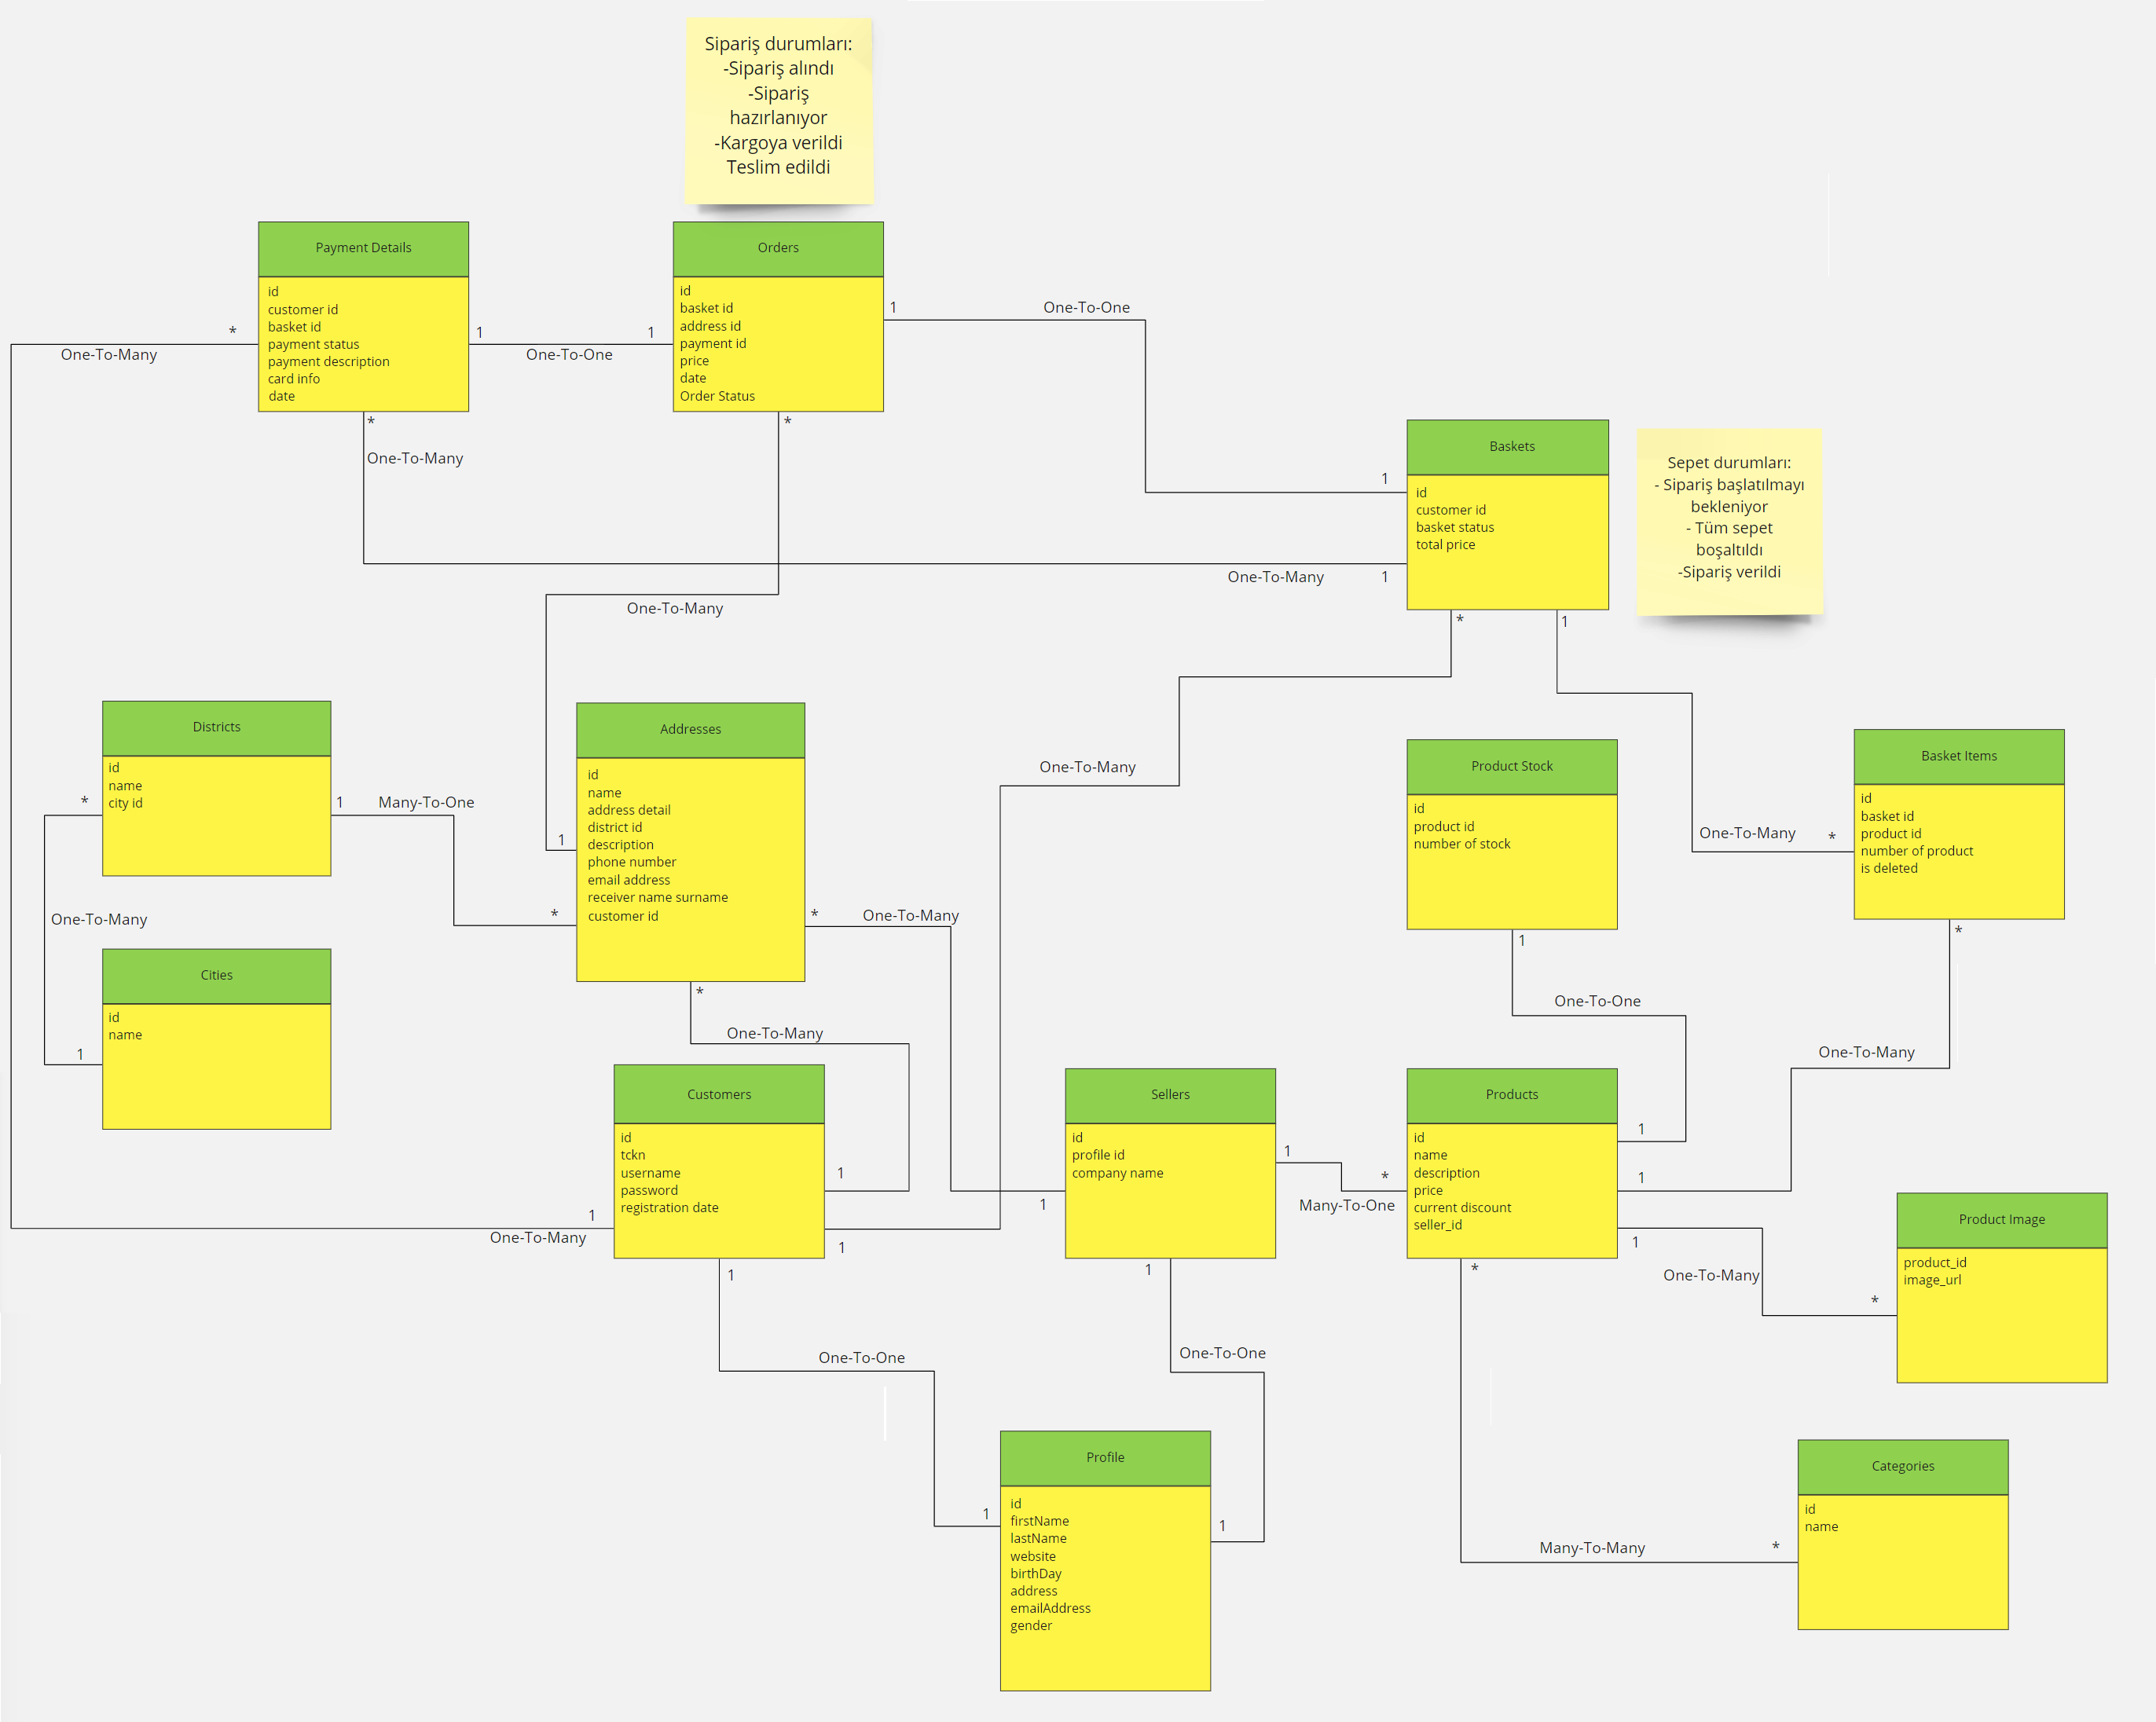 Sipariş durumları:
-Sipariş alındı
-Sipariş
hazırlanıyor
-Kargoya verildi
Teslim edildi
Payment Details
id
customer id
basket id
payment status
payment description
card info
date
Orders
id
basket id
address id
payment id
price
date
Order Status
*
One-To-Many
1
One-To-One
1
1
One-To-One
1
*
One-To-Many
*
One-To-Many
One-To-Many
1
Baskets
id
customer id
basket status
total price
Sepet durumları:
- Sipariş başlatılmayı
bekleniyor
- Tüm sepet
boşaltıldı
-Sipariş verildi
*
1
One-To-Many
One-To-Many
*
Districts
id
name
city id
*
1
Many-To-One
*
1
One-To-Many
Addresses
id
name
address detail
district id
description
phone number
email address
receiver name surname
customer id
*
One-To-Many
*
One-To-Many
Product Stock
id
product id
number of stock
1
One-To-One
1
Basket Items
id
basket id
product id
number of product
is deleted
*
One-To-Many
1
Cities
id
name
1
Customers
id
tckn
username
password
registration date
1
1
One-To-Many
1
1
Sellers
id
profile id
company name
1
1
Many-To-One
*
Products
id
name
description
price
current discount
seller_id
1
One-To-Many
*
Product Image
product_id
image_url
1
One-To-One
1
One-To-One
1
1
Profile
id
firstName
lastName
website
birthDay
address
emailAddress
gender
*
Many-To-Many
*
Categories
id
name